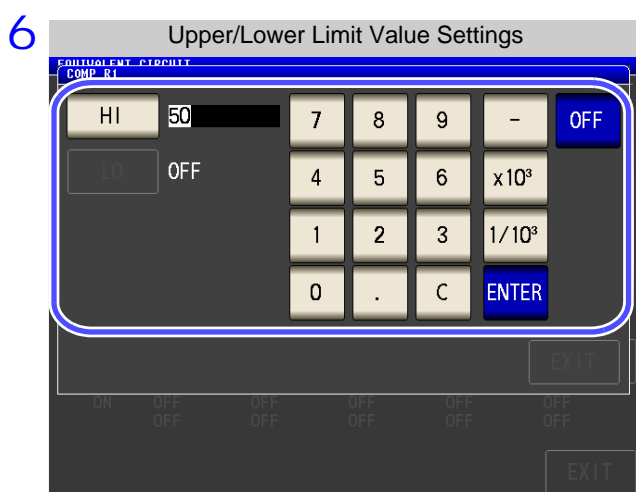 6
Upper/Lower Limit Value Settings
EQUIVALENT CIRCUIT
COMP R1
HI 50 7 8 9 - OFF
LO OFF 4 5 6 x10³
1 2 3 1/10³
0 . C ENTER
EXIT
ON OFF OFF OFF OFF OFF
OFF OFF OFF OFF OFF
EXIT